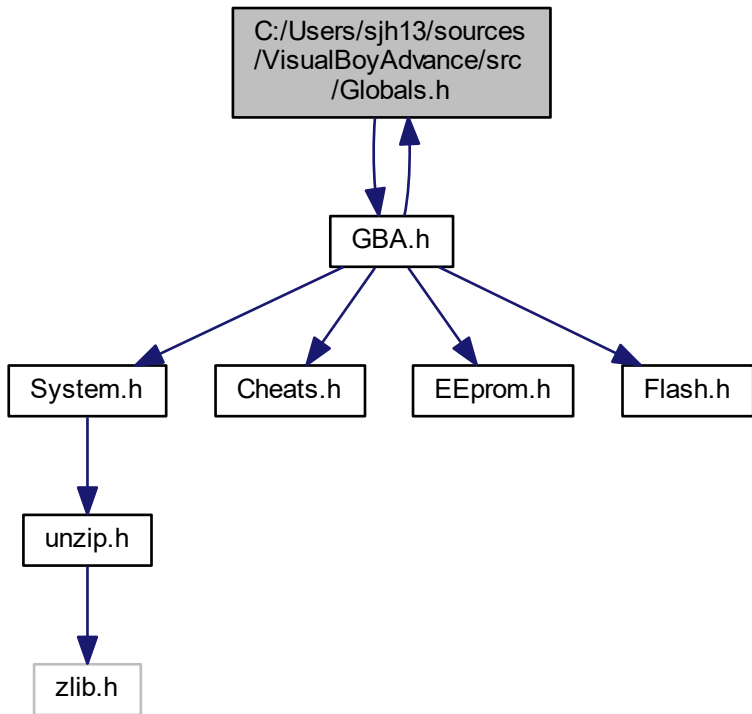 C:/Users/sjh13/sources
/VisualBoyAdvance/src
/Globals.h
GBA.h
System.h
Cheats.h
EEprom.h
Flash.h
unzip.h
zlib.h